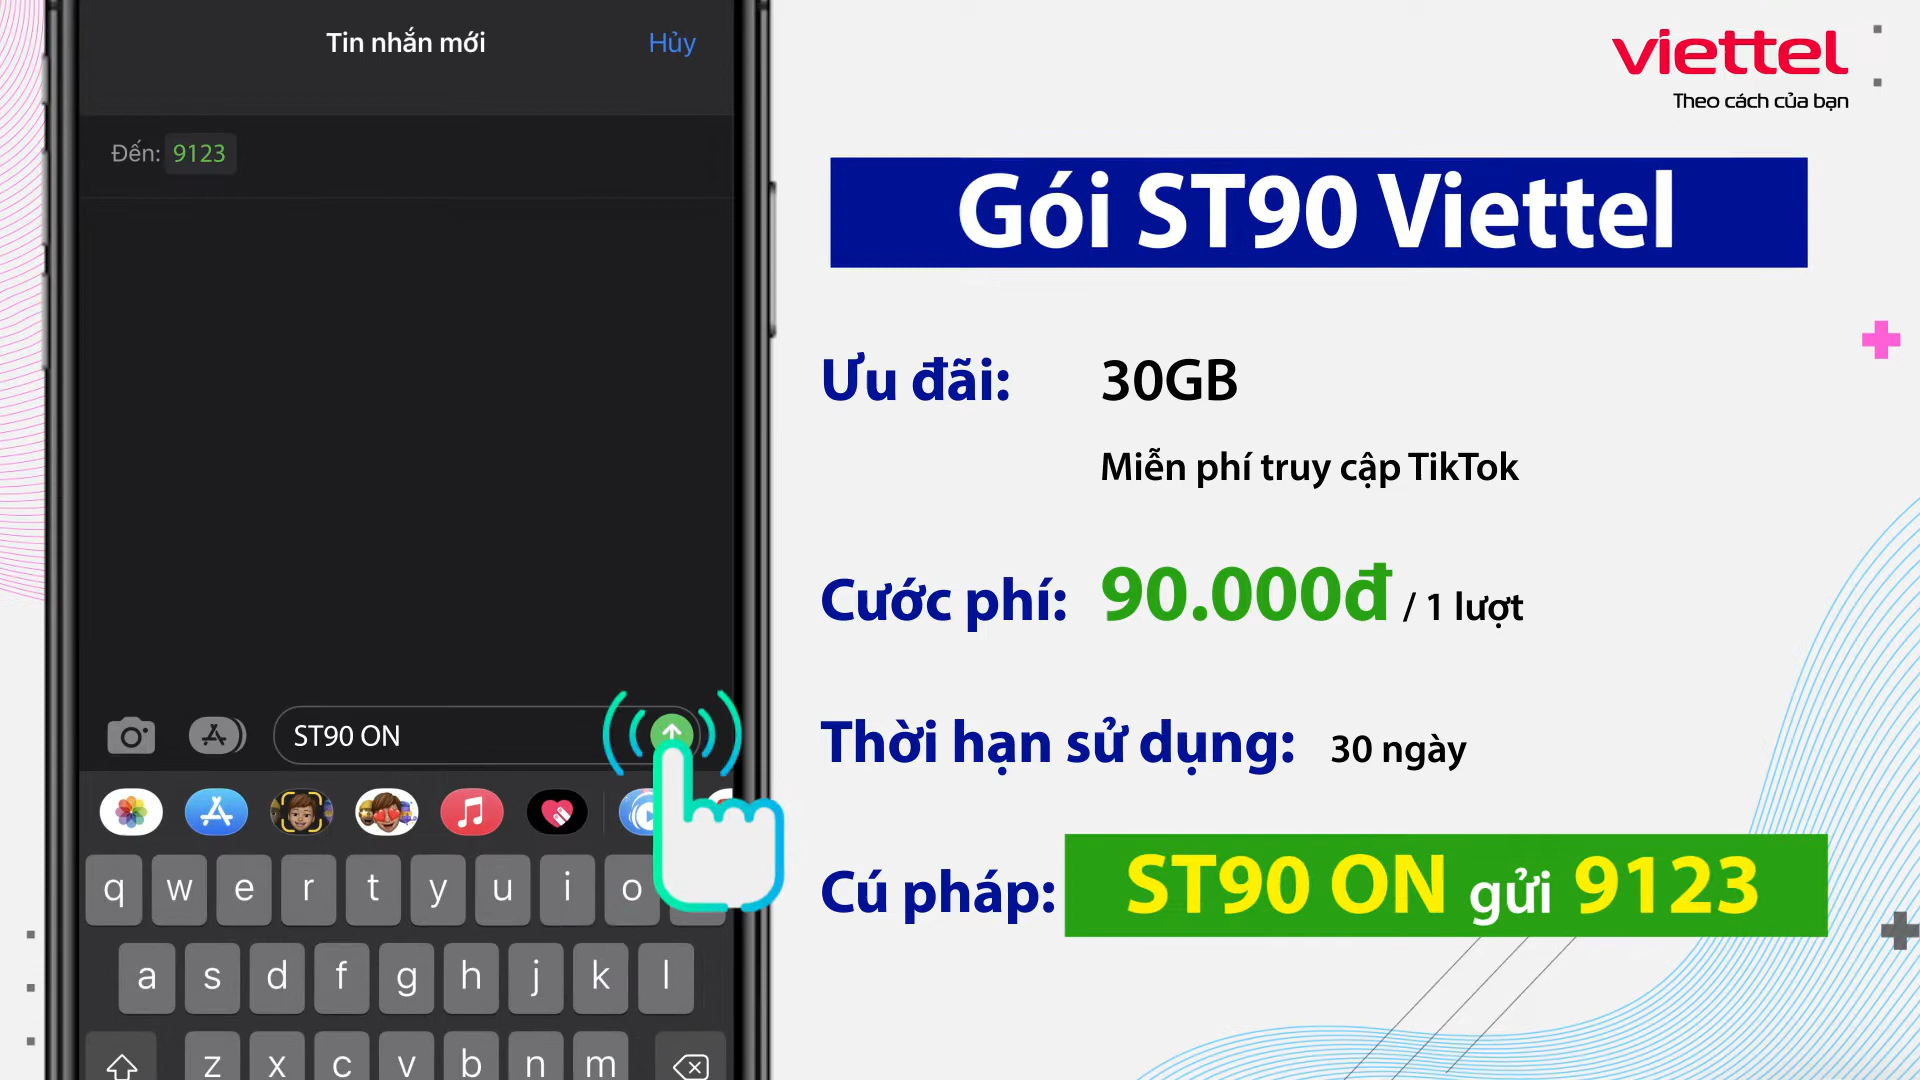 Tin nhắn mới
Hủy
Đến: 9123
ST90 ON
q w e r t y u i o
a s d f g h j k l
z x c v b n m
viettel
Theo cách của bạn
Gói ST90 Viettel
Ưu đãi: 30GB
Miễn phí truy cập TikTok
Cước phí: 90.000đ / 1 lượt
Thời hạn sử dụng: 30 ngày
Cú pháp: ST90 ON gửi 9123